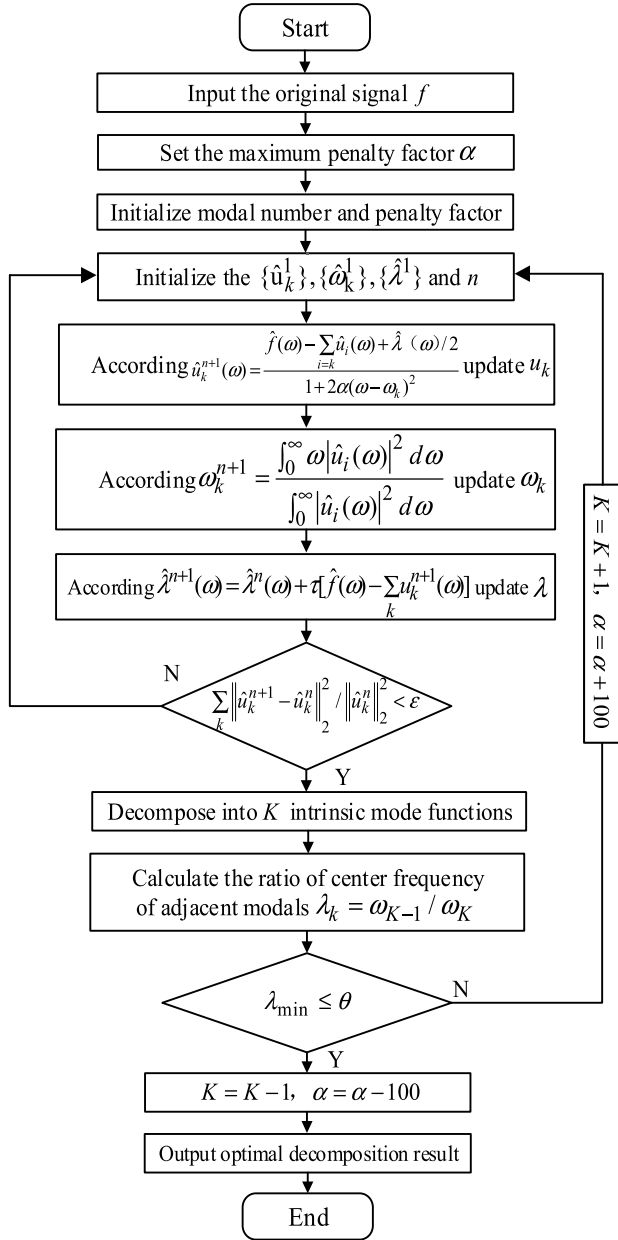 Start
Input the original signal f
Set the maximum penalty factor α
Initialize modal number and penalty factor
Initialize the {û_k^1}, {ω̂_k^1}, {λ̂^1} and n
According û_k^{n+1}(ω) = (f̂(ω) − ∑_{i=k} û_i(ω) + λ̂ (ω)/2) / (1+2α(ω−ω_k)^2) update u_k
According ω_k^{n+1} = ∫_0^∞ ω|û_i(ω)|^2 dω / ∫_0^∞ |û_i(ω)|^2 dω update ω_k
According λ̂^{n+1}(ω) = λ̂^n(ω) + τ[f̂(ω) − ∑_k u_k^{n+1}(ω)] update λ
N
∑_k ‖û_k^{n+1} − û_k^n‖_2^2 / ‖û_k^n‖_2^2 < ε
Y
K = K + 1, α = α + 100
Decompose into K intrinsic mode functions
Calculate the ratio of center frequency
of adjacent modals λ_k = ω_{K−1} / ω_K
λ_min ≤ θ
N
Y
K = K − 1, α = α − 100
Output optimal decomposition result
End